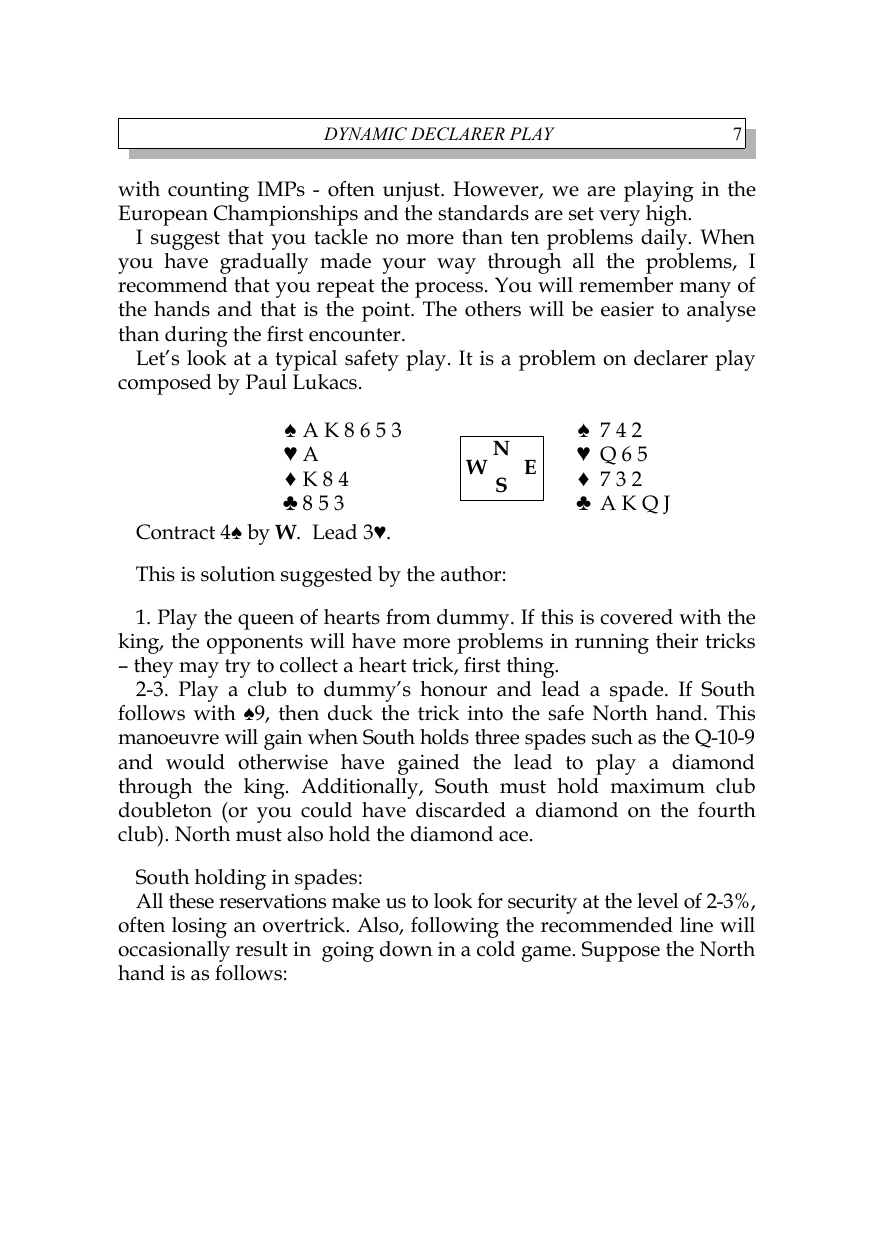 DYNAMIC DECLARER PLAY 7
with counting IMPs - often unjust. However, we are playing in the
European Championships and the standards are set very high.
I suggest that you tackle no more than ten problems daily. When
you have gradually made your way through all the problems, I
recommend that you repeat the process. You will remember many of
the hands and that is the point. The others will be easier to analyse
than during the first encounter.
Let’s look at a typical safety play. It is a problem on declarer play
composed by Paul Lukacs.
♠ A K 8 6 5 3
♥ A
♦ K 8 4
♣ 8 5 3
N
W E
S
♠ 7 4 2
♥ Q 6 5
♦ 7 3 2
♣ A K Q J
Contract 4♠ by W. Lead 3♥.
This is solution suggested by the author:
1. Play the queen of hearts from dummy. If this is covered with the
king, the opponents will have more problems in running their tricks
– they may try to collect a heart trick, first thing.
2-3. Play a club to dummy’s honour and lead a spade. If South
follows with ♠9, then duck the trick into the safe North hand. This
manoeuvre will gain when South holds three spades such as the Q-10-9
and would otherwise have gained the lead to play a diamond
through the king. Additionally, South must hold maximum club
doubleton (or you could have discarded a diamond on the fourth
club). North must also hold the diamond ace.
South holding in spades:
All these reservations make us to look for security at the level of 2-3%,
often losing an overtrick. Also, following the recommended line will
occasionally result in going down in a cold game. Suppose the North
hand is as follows: